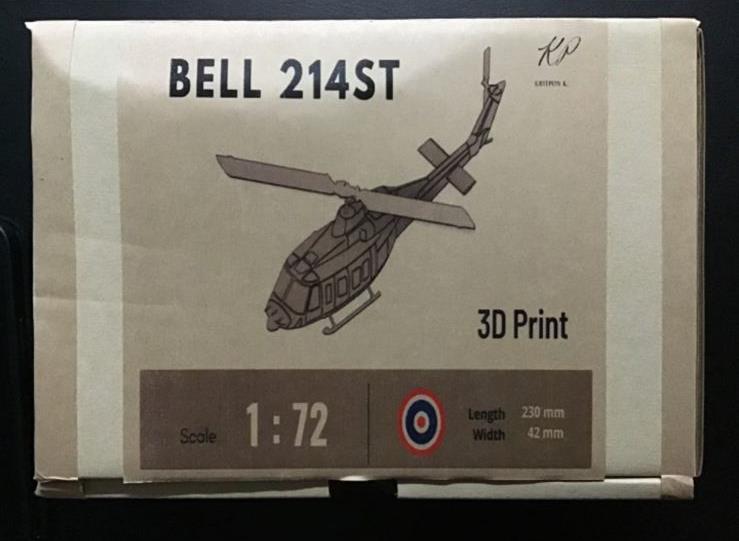 BELL 214ST
KP
3D Print
Scale 1:72
Length 230 mm
Width 42 mm